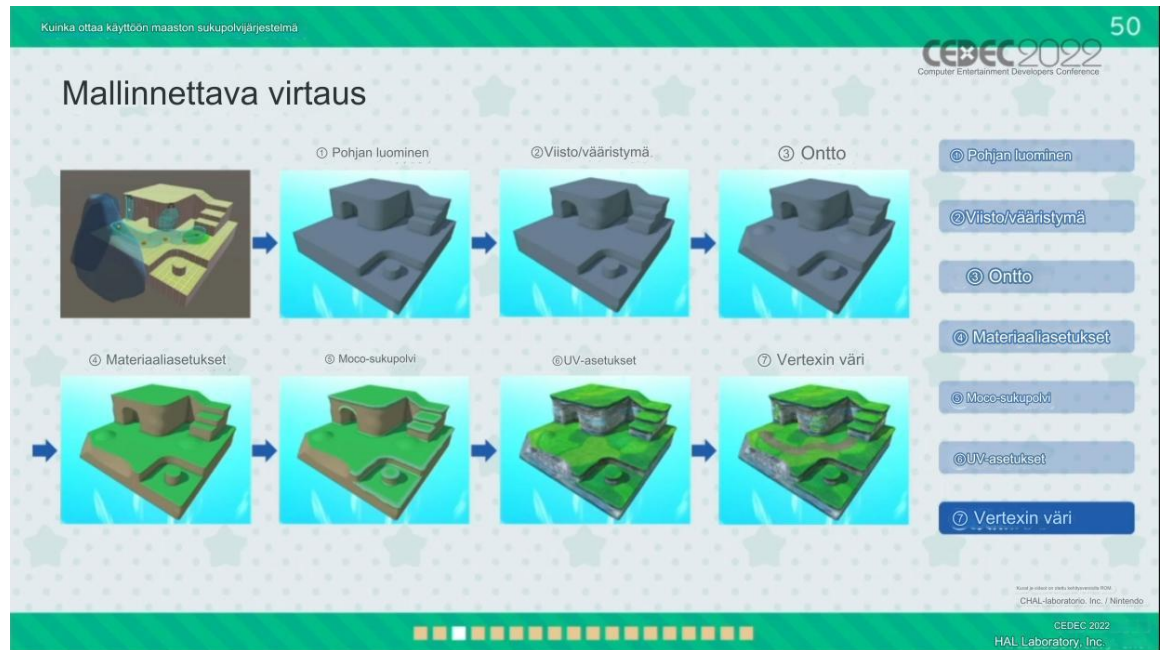 Kuinka ottaa käyttöön maaston sukupolvijärjestelmä
50
CEDEC2022
Computer Entertainment Developers Conference
Mallinnettava virtaus
① Pohjan luominen
②Viisto/vääristymä
③ Ontto
④ Materiaaliasetukset
⑤ Moco-sukupolvi
⑥UV-asetukset
⑦ Vertexin väri
① Pohjan luominen
②Viisto/vääristymä
③ Ontto
④ Materiaaliasetukset
⑤ Moco-sukupolvi
⑥UV-asetukset
⑦ Vertexin väri
CHAL-laboratorio. Inc. / Nintendo
CEDEC 2022
HAL Laboratory, Inc.